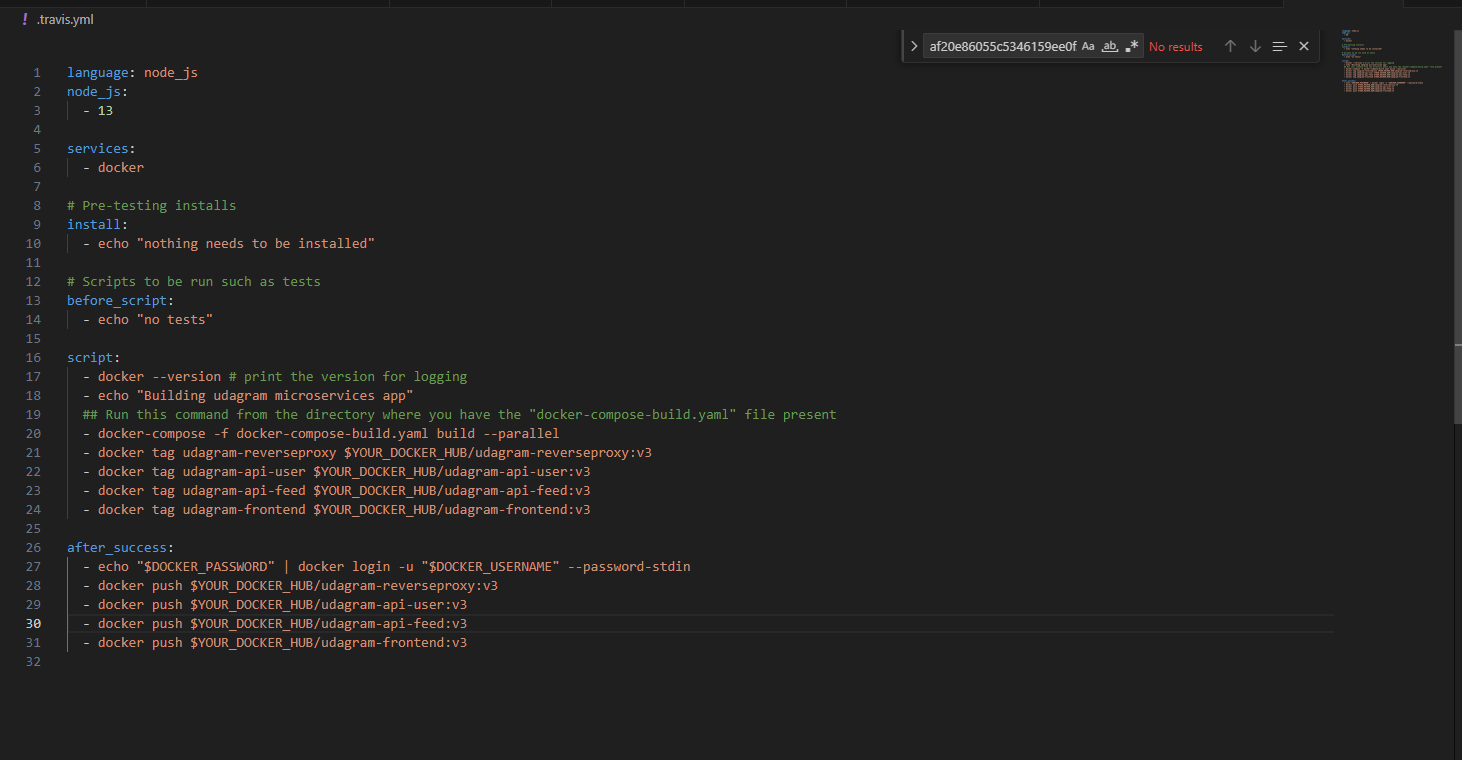 ! .travis.yml
> af20e86055c5346159ee0f Aa ab .* No results
1 language: node_js
2 node_js:
3   - 13
4
5 services:
6   - docker
7
8 # Pre-testing installs
9 install:
10   - echo "nothing needs to be installed"
11
12 # Scripts to be run such as tests
13 before_script:
14   - echo "no tests"
15
16 script:
17   - docker --version # print the version for logging
18   - echo "Building udagram microservices app"
19   ## Run this command from the directory where you have the "docker-compose-build.yaml" file present
20   - docker-compose -f docker-compose-build.yaml build --parallel
21   - docker tag udagram-reverseproxy $YOUR_DOCKER_HUB/udagram-reverseproxy:v3
22   - docker tag udagram-api-user $YOUR_DOCKER_HUB/udagram-api-user:v3
23   - docker tag udagram-api-feed $YOUR_DOCKER_HUB/udagram-api-feed:v3
24   - docker tag udagram-frontend $YOUR_DOCKER_HUB/udagram-frontend:v3
25
26 after_success:
27   - echo "$DOCKER_PASSWORD" | docker login -u "$DOCKER_USERNAME" --password-stdin
28   - docker push $YOUR_DOCKER_HUB/udagram-reverseproxy:v3
29   - docker push $YOUR_DOCKER_HUB/udagram-api-user:v3
30   - docker push $YOUR_DOCKER_HUB/udagram-api-feed:v3
31   - docker push $YOUR_DOCKER_HUB/udagram-frontend:v3
32